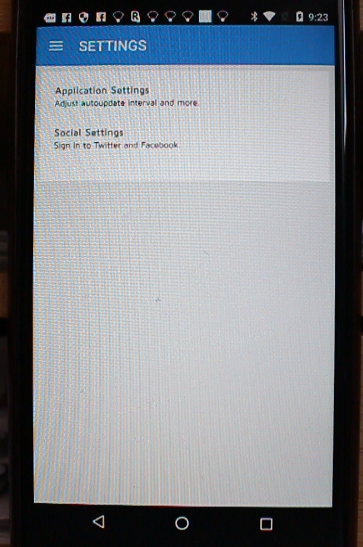 9:23
SETTINGS
Application Settings
Adjust autoupdate interval and more.
Social Settings
Sign in to Twitter and Facebook.